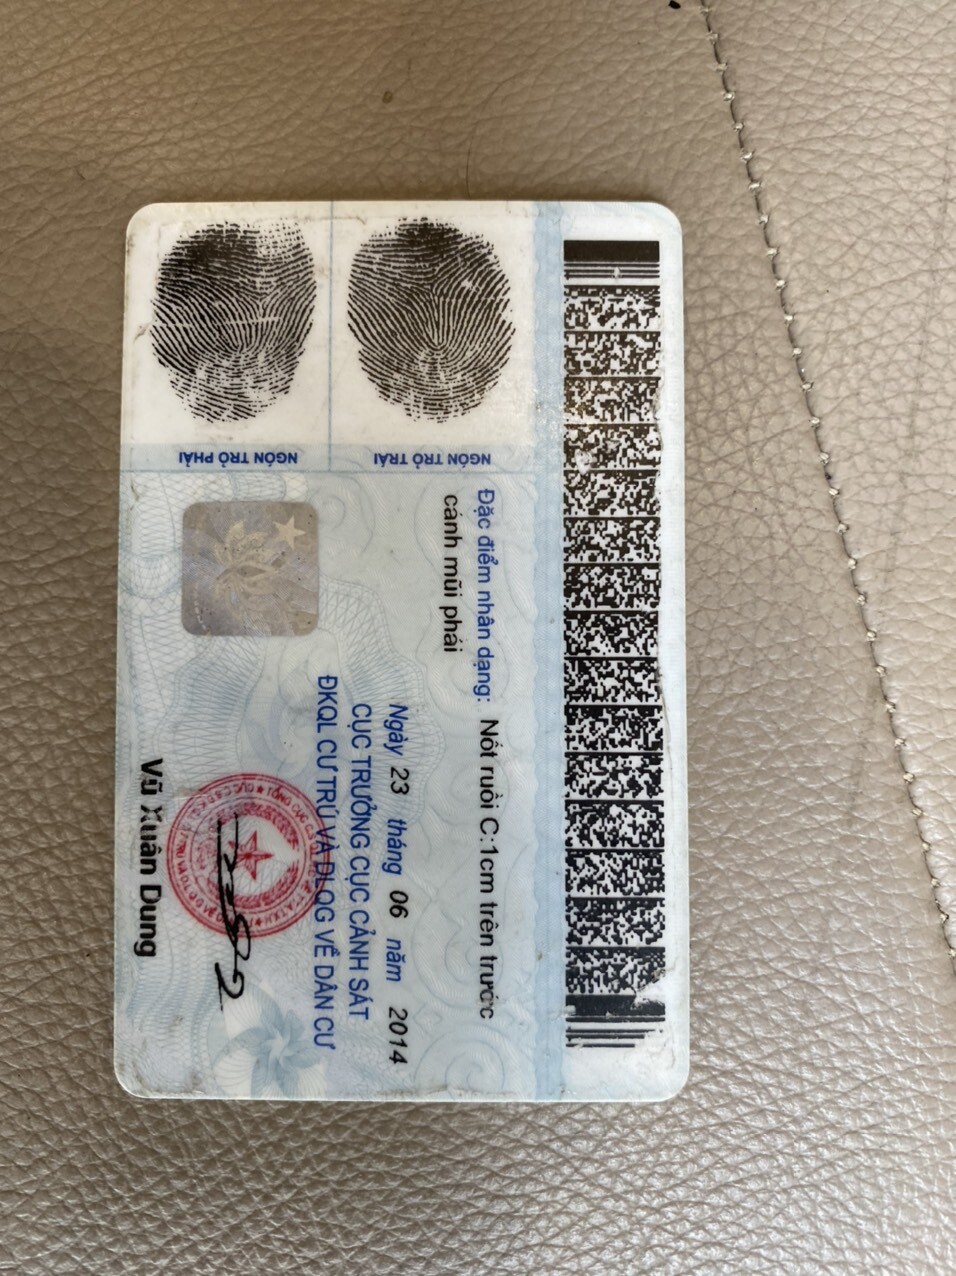 Đặc điểm nhân dạng: Nốt ruồi C:1cm trên trước
cánh mũi phải
NGÓN TRỎ TRÁI
NGÓN TRỎ PHẢI
Ngày 23 tháng 06 năm 2014
CỤC TRƯỞNG CỤC CẢNH SÁT
ĐKQL CƯ TRÚ VÀ DLQG VỀ DÂN CƯ
Vũ Xuân Dung